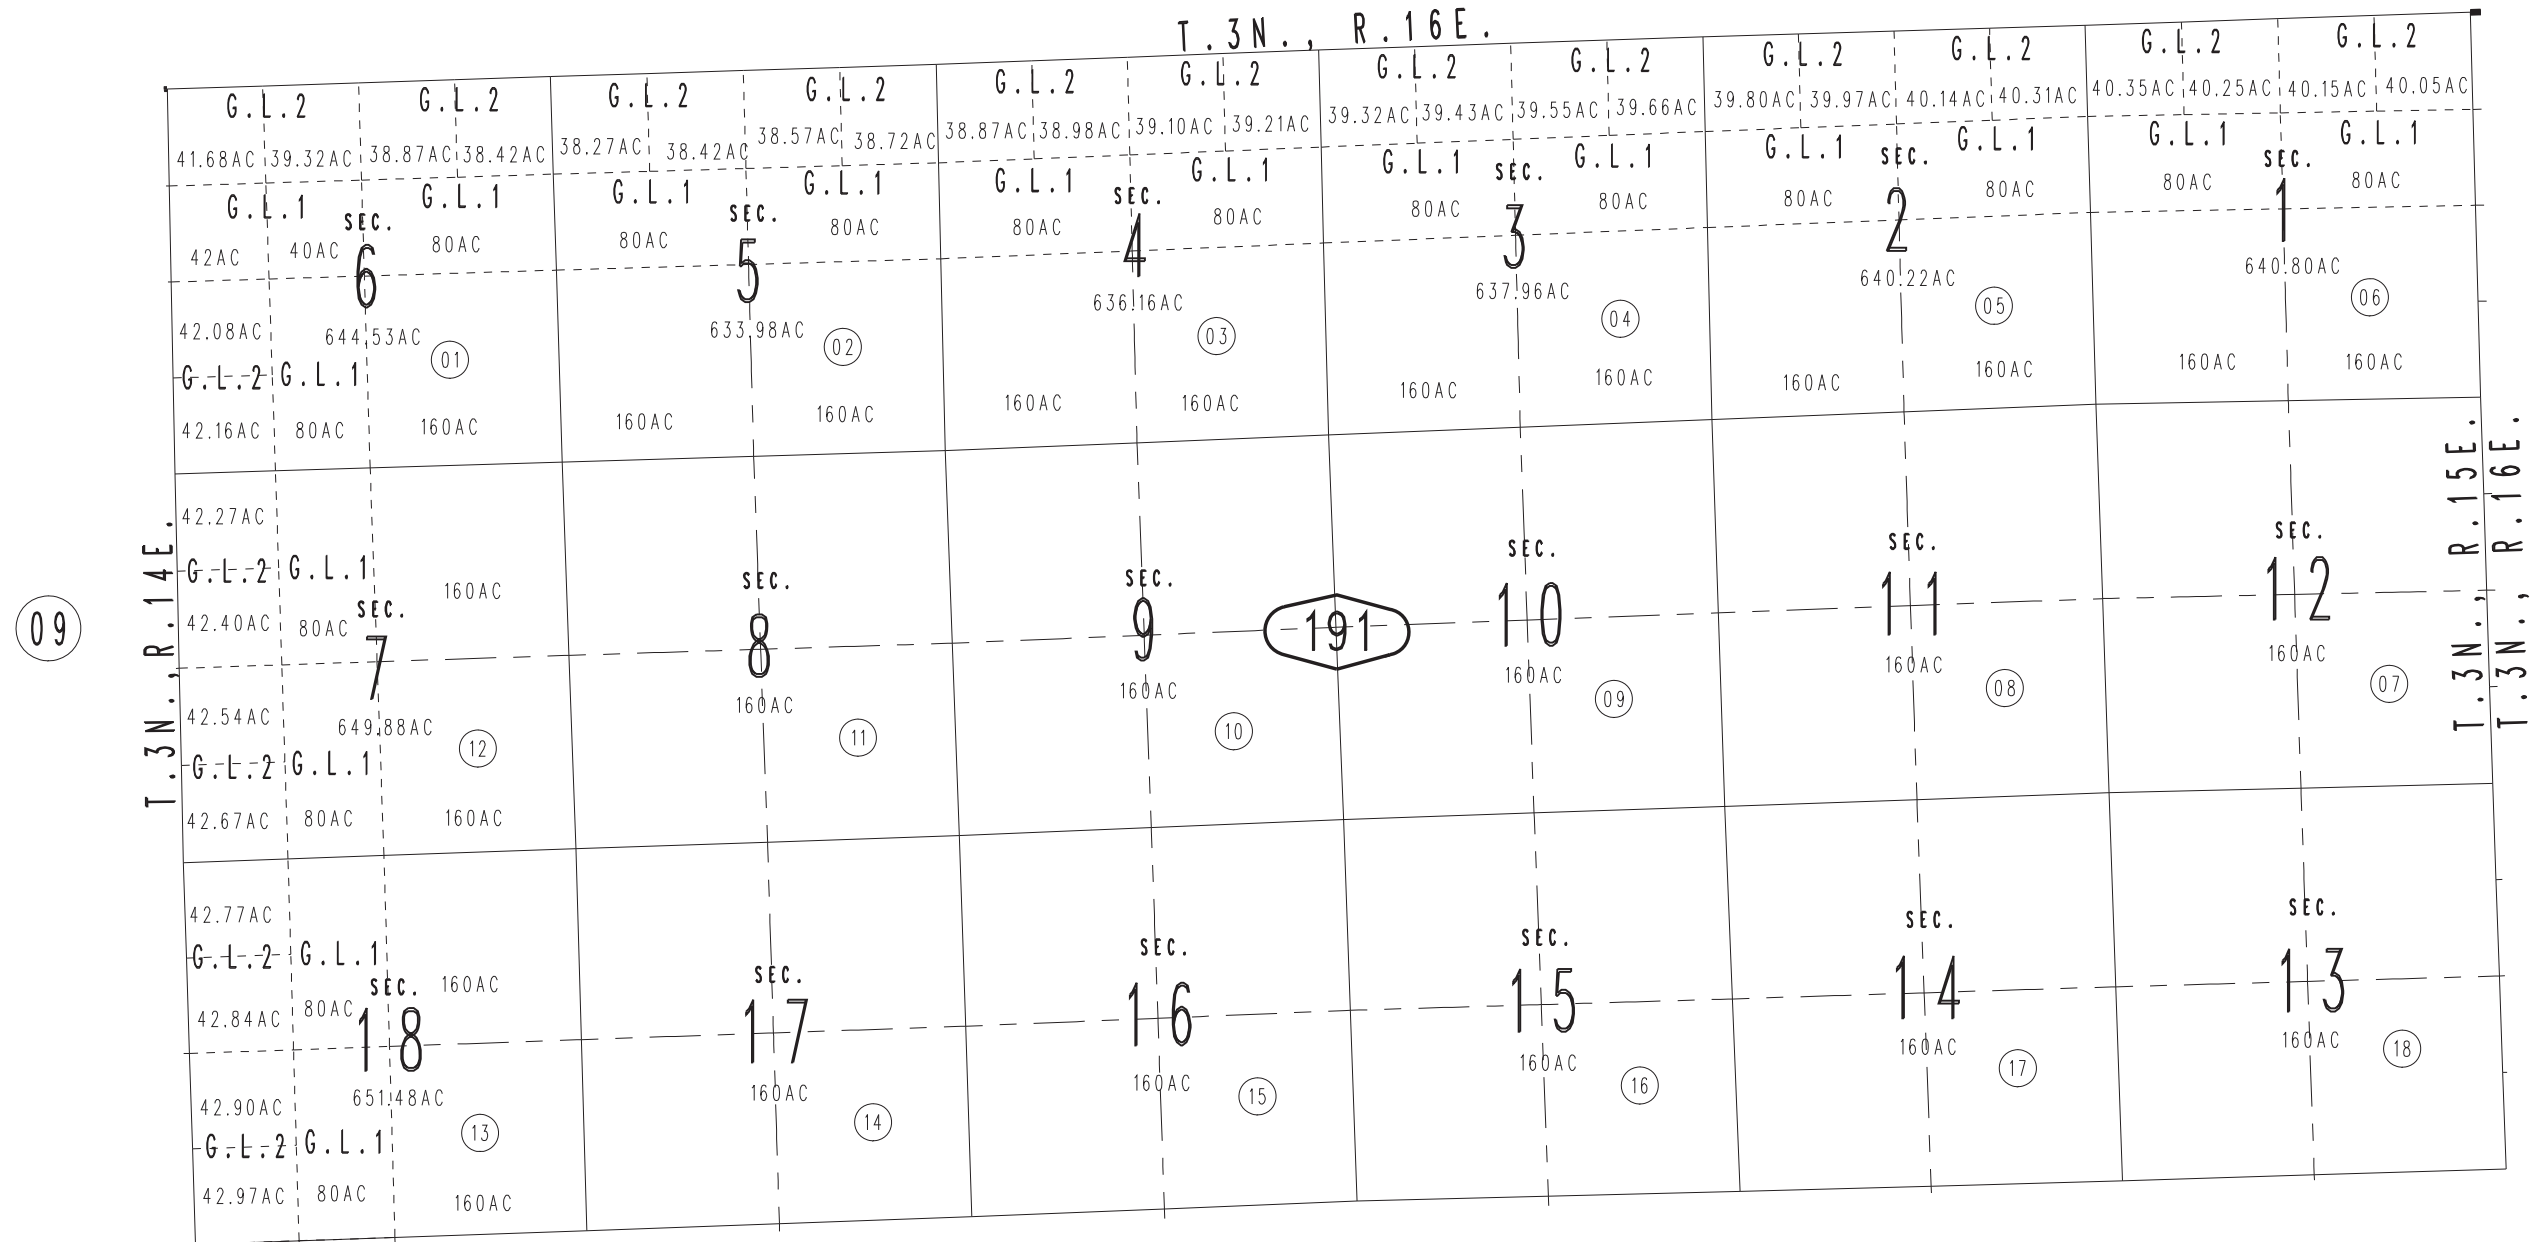 T.3N., R.16E.
G.L.2 G.L.2 G.L.2 G.L.2 G.L.2 G.L.2 G.L.2 G.L.2 G.L.2 G.L.2 G.L.2 G.L.2
41.68AC 39.32AC 38.87AC 38.42AC 38.27AC 38.42AC 38.57AC 38.72AC 38.87AC 38.98AC 39.10AC 39.21AC 39.32AC 39.43AC 39.55AC 39.66AC 39.80AC 39.97AC 40.14AC 40.31AC 40.35AC 40.25AC 40.15AC 40.05AC
G.L.1 G.L.1 G.L.1 G.L.1 G.L.1 G.L.1 G.L.1 G.L.1 G.L.1 G.L.1 G.L.1 G.L.1
SEC. SEC. SEC. SEC. SEC. SEC.
42AC 40AC 80AC 80AC 80AC 80AC 80AC 80AC 80AC 80AC 80AC 80AC 80AC
6 5 4 3 2 1
42.08AC 644.53AC 633.98AC 636.16AC 637.96AC 640.22AC 640.80AC
01 02 03 04 05 06
G.L.2 G.L.1
42.16AC 80AC 160AC 160AC 160AC 160AC 160AC 160AC 160AC 160AC 160AC 160AC 160AC
T.3N.,R.14E.
T.3N., R.15E.
T.3N., R.16E.
42.27AC
G.L.2 G.L.1 160AC
09
42.40AC 80AC
SEC. SEC. SEC. SEC. SEC. SEC.
7 8 9 191 10 11 12
160AC 160AC 160AC 160AC 160AC
42.54AC 649.88AC
12 11 10 09 08 07
G.L.2 G.L.1
42.67AC 80AC 160AC
42.77AC
G.L.2 G.L.1 160AC
42.84AC 80AC
SEC. SEC. SEC. SEC. SEC. SEC.
18 17 16 15 14 13
160AC 160AC 160AC 160AC 160AC
42.90AC 651.48AC
13 14 15 16 17 18
G.L.2 G.L.1
42.97AC 80AC 160AC